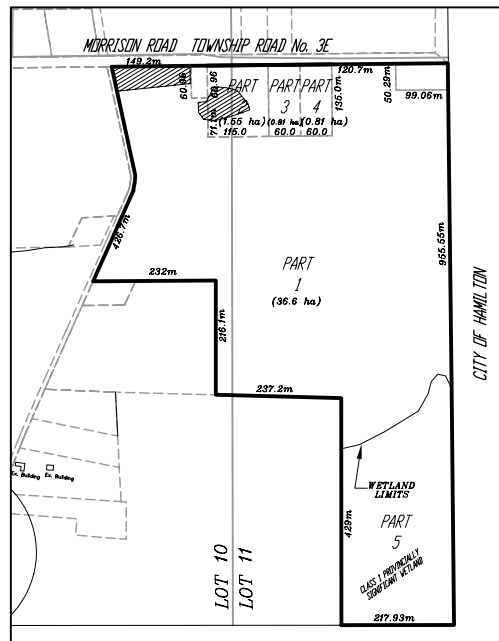 MORRISON ROAD TOWNSHIP ROAD No. 3E
149.2m
120.7m
60.96
60.96
PART
PART
PART
3
4
135.0m
50.29m
99.06m
71.1m
(1.55 ha)
(0.81 ha)
(0.81 ha)
115.0
60.0
60.0
426.7m
955.55m
232m
PART
1
(36.6 ha)
CITY OF HAMILTON
216.1m
237.2m
WETLAND
LIMITS
Ex. Building
Ex. Building
429m
PART
5
CLASS 1 PROVINCIALLY
SIGNIFICANT WETLAND
LOT 10
LOT 11
217.93m